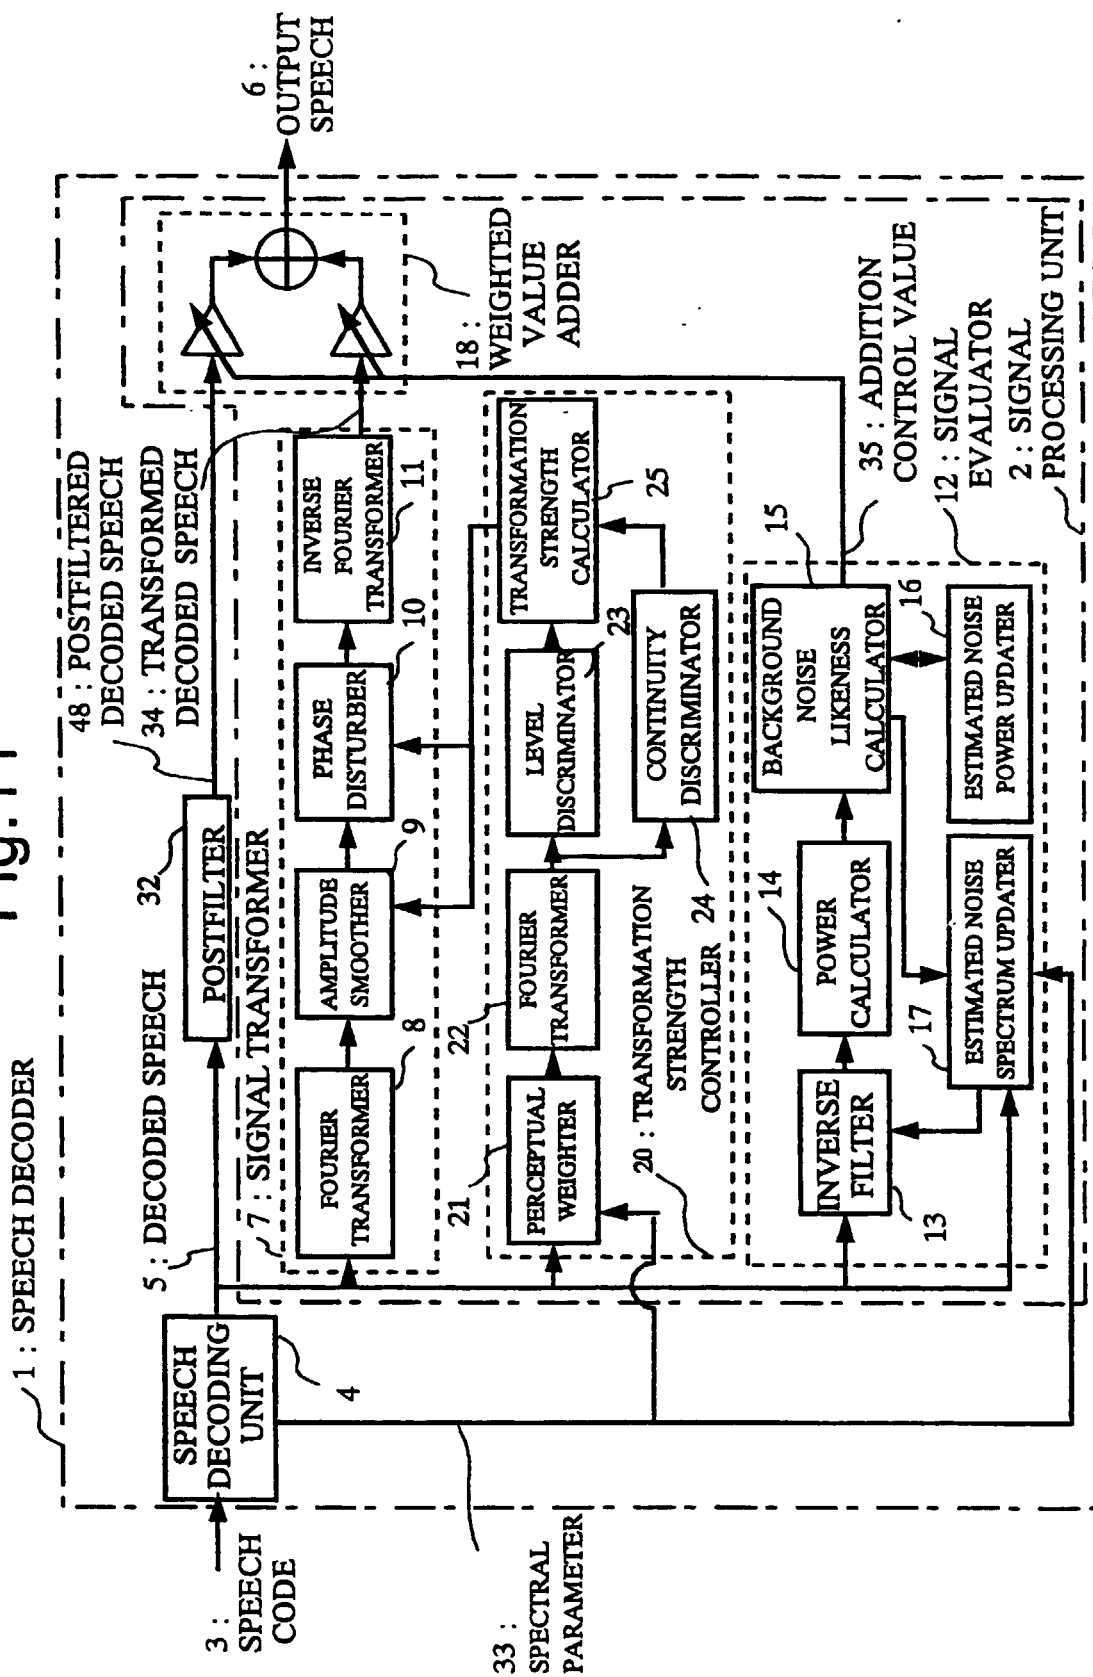 Fig.11
1 : SPEECH DECODER
3 :
SPEECH
CODE
SPEECH
DECODING
UNIT
4
5 : DECODED SPEECH
32
POSTFILTER
48 : POSTFILTERED
DECODED SPEECH
34 : TRANSFORMED
DECODED SPEECH
6 :
OUTPUT
SPEECH
18 :
WEIGHTED
VALUE
ADDER
7 : SIGNAL TRANSFORMER
FOURIER
TRANSFORMER
8
AMPLITUDE
SMOOTHER
9
PHASE
DISTURBER
10
INVERSE
FOURIER
TRANSFORMER
11
21
PERCEPTUAL
WEIGHTER
22
FOURIER
TRANSFORMER
LEVEL
DISCRIMINATOR
23
TRANSFORMATION
STRENGTH
CALCULATOR
25
CONTINUITY
DISCRIMINATOR
24
20 : TRANSFORMATION
STRENGTH
CONTROLLER
INVERSE
FILTER
13
14
POWER
CALCULATOR
15
BACKGROUND
NOISE
LIKENESS
CALCULATOR
16
ESTIMATED NOISE
POWER UPDATER
17
ESTIMATED NOISE
SPECTRUM UPDATER
35 : ADDITION
CONTROL VALUE
12 : SIGNAL
EVALUATOR
2 : SIGNAL
PROCESSING UNIT
33 :
SPECTRAL
PARAMETER